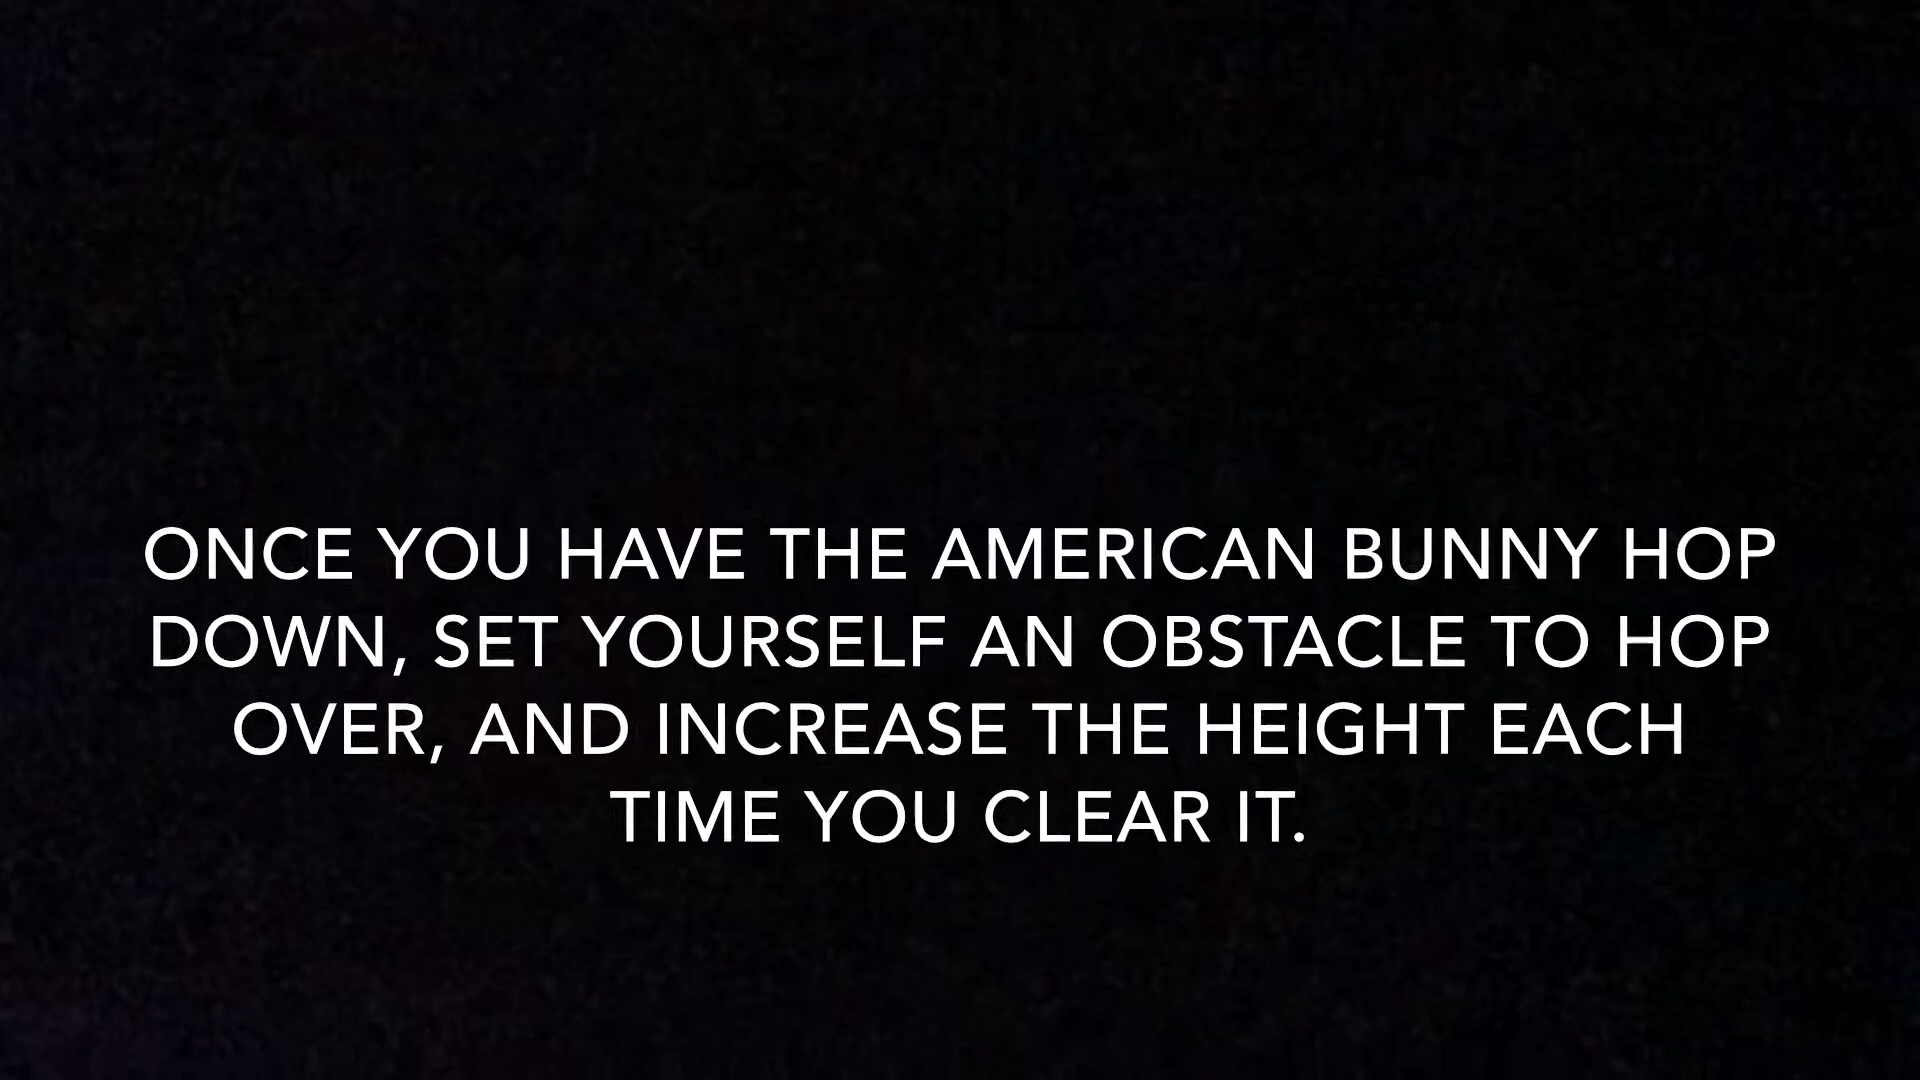 ONCE YOU HAVE THE AMERICAN BUNNY HOP
DOWN, SET YOURSELF AN OBSTACLE TO HOP
OVER, AND INCREASE THE HEIGHT EACH
TIME YOU CLEAR IT.